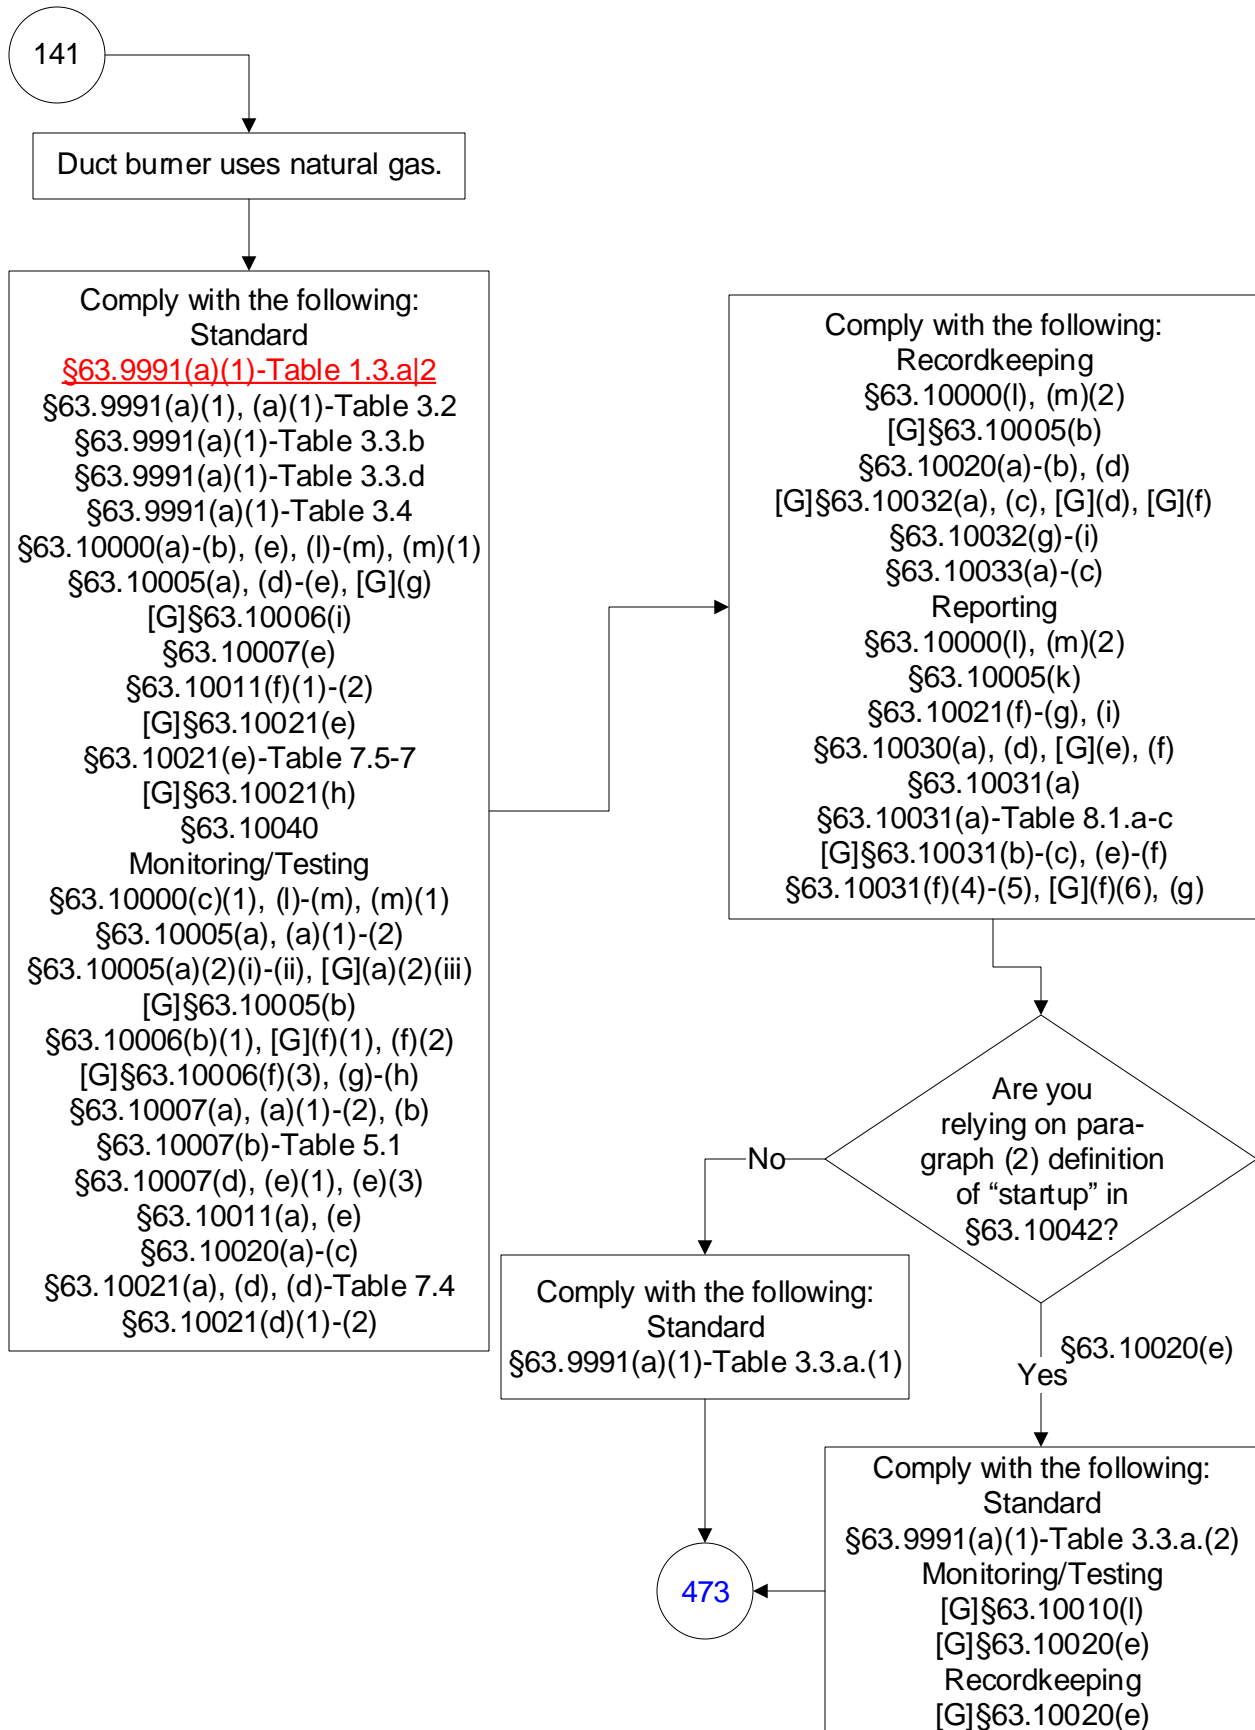 141
Duct burner uses natural gas.
Comply with the following:
Standard
§63.9991(a)(1)-Table 1.3.a|2
§63.9991(a)(1), (a)(1)-Table 3.2
§63.9991(a)(1)-Table 3.3.b
§63.9991(a)(1)-Table 3.3.d
§63.9991(a)(1)-Table 3.4
§63.10000(a)-(b), (e), (l)-(m), (m)(1)
§63.10005(a), (d)-(e), [G](g)
[G]§63.10006(i)
§63.10007(e)
§63.10011(f)(1)-(2)
[G]§63.10021(e)
§63.10021(e)-Table 7.5-7
[G]§63.10021(h)
§63.10040
Monitoring/Testing
§63.10000(c)(1), (l)-(m), (m)(1)
§63.10005(a), (a)(1)-(2)
§63.10005(a)(2)(i)-(ii), [G](a)(2)(iii)
[G]§63.10005(b)
§63.10006(b)(1), [G](f)(1), (f)(2)
[G]§63.10006(f)(3), (g)-(h)
§63.10007(a), (a)(1)-(2), (b)
§63.10007(b)-Table 5.1
§63.10007(d), (e)(1), (e)(3)
§63.10011(a), (e)
§63.10020(a)-(c)
§63.10021(a), (d), (d)-Table 7.4
§63.10021(d)(1)-(2)
Comply with the following:
Recordkeeping
§63.10000(l), (m)(2)
[G]§63.10005(b)
§63.10020(a)-(b), (d)
[G]§63.10032(a), (c), [G](d), [G](f)
§63.10032(g)-(i)
§63.10033(a)-(c)
Reporting
§63.10000(l), (m)(2)
§63.10005(k)
§63.10021(f)-(g), (i)
§63.10030(a), (d), [G](e), (f)
§63.10031(a)
§63.10031(a)-Table 8.1.a-c
[G]§63.10031(b)-(c), (e)-(f)
§63.10031(f)(4)-(5), [G](f)(6), (g)
Are you
relying on para-
graph (2) definition
of “startup” in
§63.10042?
No
Comply with the following:
Standard
§63.9991(a)(1)-Table 3.3.a.(1)
§63.10020(e)
Yes
Comply with the following:
Standard
§63.9991(a)(1)-Table 3.3.a.(2)
Monitoring/Testing
[G]§63.10010(l)
[G]§63.10020(e)
Recordkeeping
[G]§63.10020(e)
473